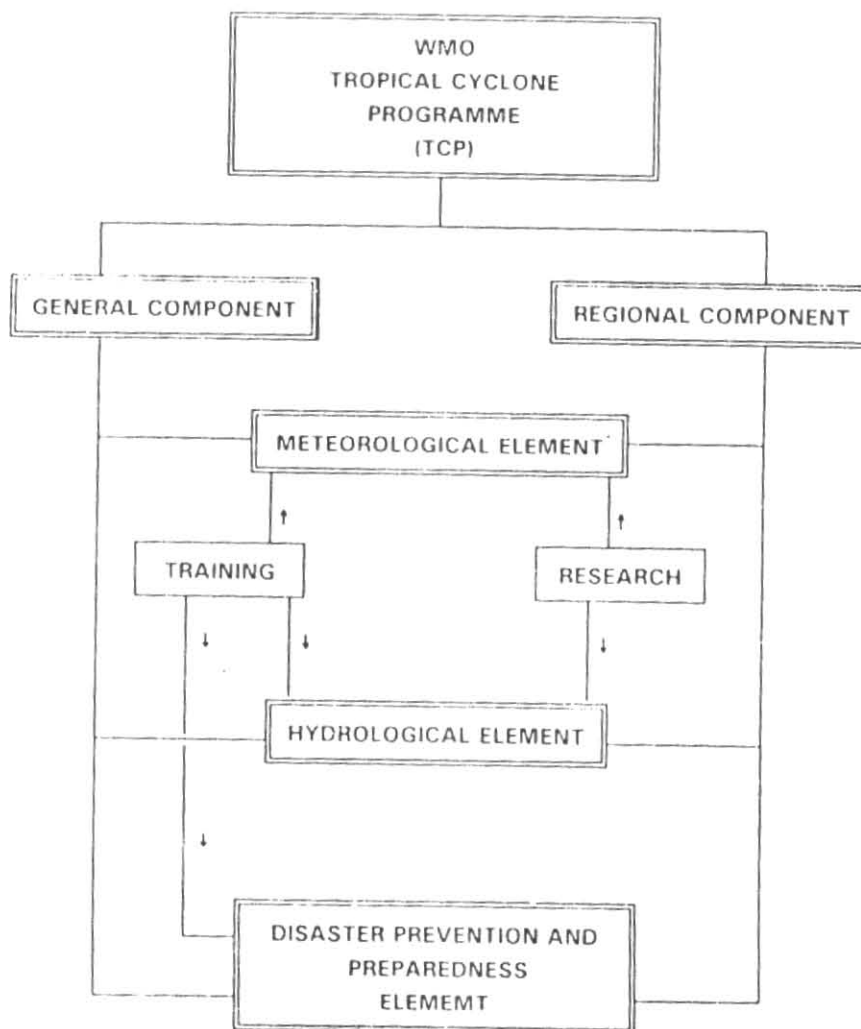 WMO
TROPICAL CYCLONE
PROGRAMME
(TCP)
GENERAL COMPONENT
REGIONAL COMPONENT
METEOROLOGICAL ELEMENT
TRAINING
RESEARCH
HYDROLOGICAL ELEMENT
DISASTER PREVENTION AND
PREPAREDNESS
ELEMEMT